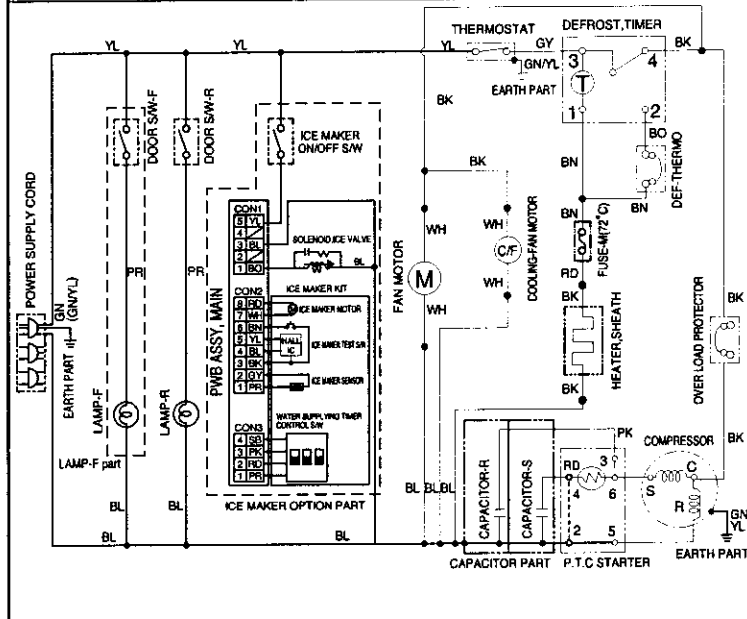 THERMOSTAT
DEFROST,TIMER
YL
YL
YL
YL
GY
GN/YL
EARTH PART
3
4
T
1
2
BK
BK
BO
DEF-THERMO
BN
BN
BN
DOOR S/W-F
DOOR S/W-R
ICE MAKER
ON/OFF S/W
POWER SUPPLY CORD
GN
(GN/YL)
EARTH PART
PR
PR
LAMP-F
LAMP-R
LAMP-F part
BL
BL
BL
BL
PWB ASSY, MAIN
CON1
5 YL
4
3 BL
2
1 BO
SOLENOID ICE VALVE
BL
CON2
ICE MAKER KIT
8 RD
7 WH
6 BN
5 YL
4 BL
3 BK
2 GY
1 PR
ICE MAKER MOTOR
HALL
IC
ICE MAKER TEST S/W
ICE MAKER SENSOR
CON3
WATER SUPPLYING TIMER
CONTROL S/W
4 SB
3 PK
2 RD
1 PR
ICE MAKER OPTION PART
BK
WH
WH
C/F
WH
M
WH
FAN MOTOR
COOLING-FAN MOTOR
FUSE-M(72°C)
RD
BK
HEATER,SHEATH
BK
BL
BL
BL
CAPACITOR-R
CAPACITOR-S
CAPACITOR PART
PK
RD
3
4
6
2
5
P.T.C STARTER
BK
OVER LOAD PROTECTOR
BK
COMPRESSOR
S
C
R
GN
YL
EARTH PART